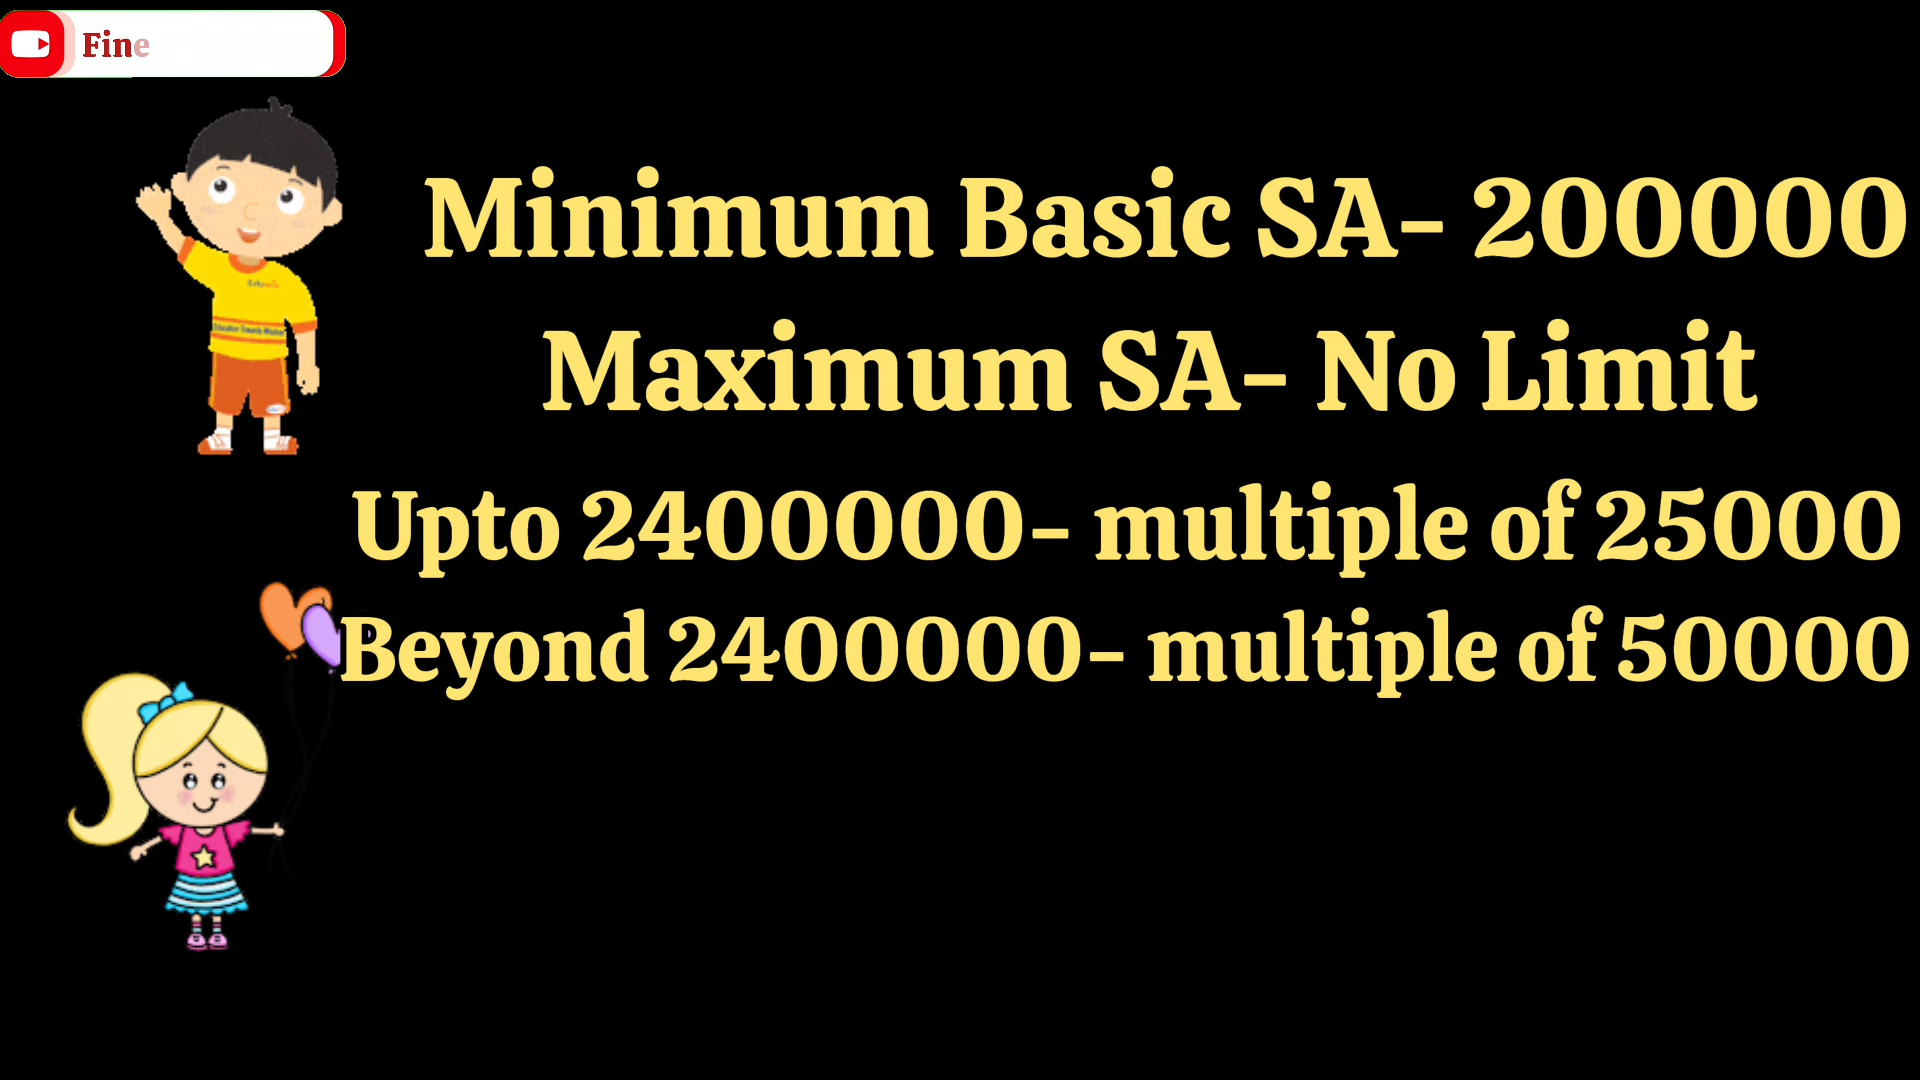 Fine
Minimum Basic SA- 200000
Maximum SA- No Limit
Upto 2400000- multiple of 25000
Beyond 2400000- multiple of 50000